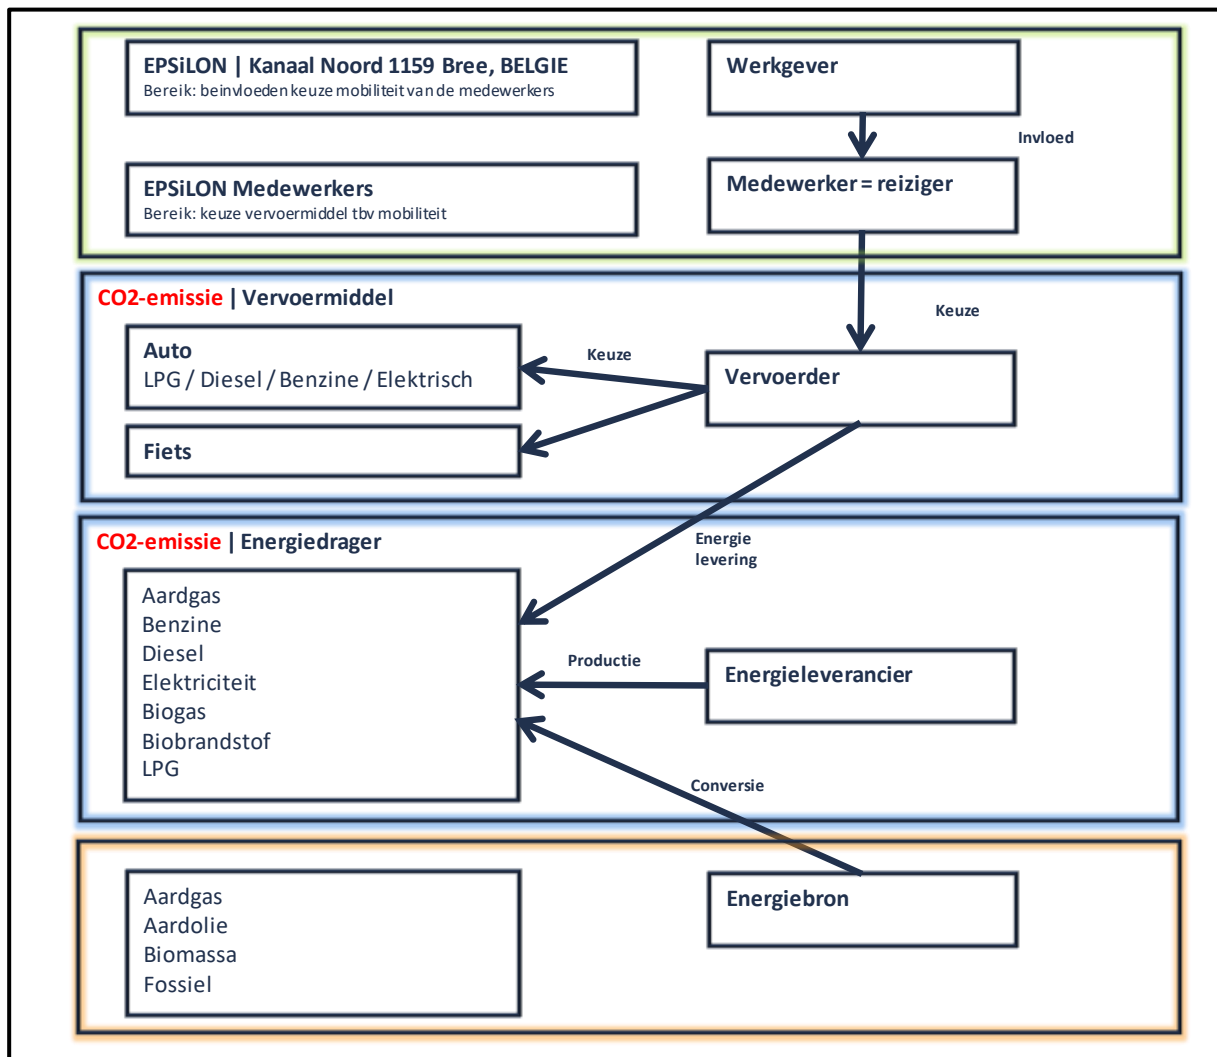 EPSiLON | Kanaal Noord 1159 Bree, BELGIE
Bereik: beinvloeden keuze mobiliteit van de medewerkers
Werkgever
Invloed
EPSiLON Medewerkers
Bereik: keuze vervoermiddel tbv mobiliteit
Medewerker = reiziger
CO2-emissie | Vervoermiddel
Keuze
Auto
LPG / Diesel / Benzine / Elektrisch
Keuze
Vervoerder
Fiets
CO2-emissie | Energiedrager
Energie
levering
Aardgas
Benzine
Diesel
Elektriciteit
Biogas
Biobrandstof
LPG
Productie
Energieleverancier
Conversie
Aardgas
Aardolie
Biomassa
Fossiel
Energiebron